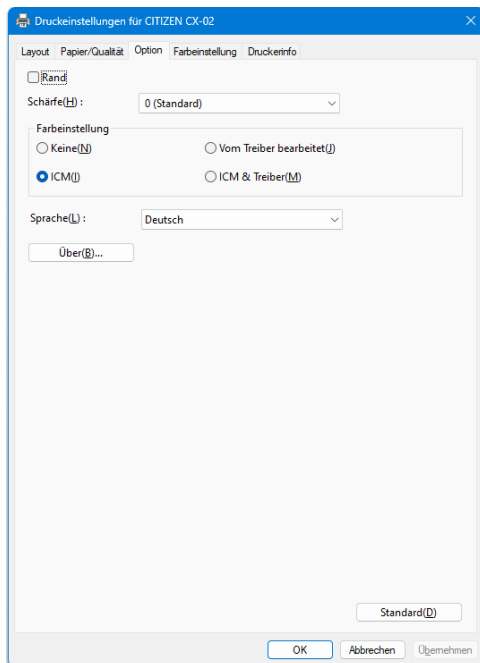 Druckeinstellungen für CITIZEN CX-02
Layout Papier/Qualität Option Farbeinstellung Druckerinfo
Rand
Schärfe(H) : 0 (Standard)
Farbeinstellung
Keine(N) Vom Treiber bearbeitet(J)
ICM(I) ICM & Treiber(M)
Sprache(L) : Deutsch
Über(B)...
Standard(D)
OK Abbrechen Übernehmen